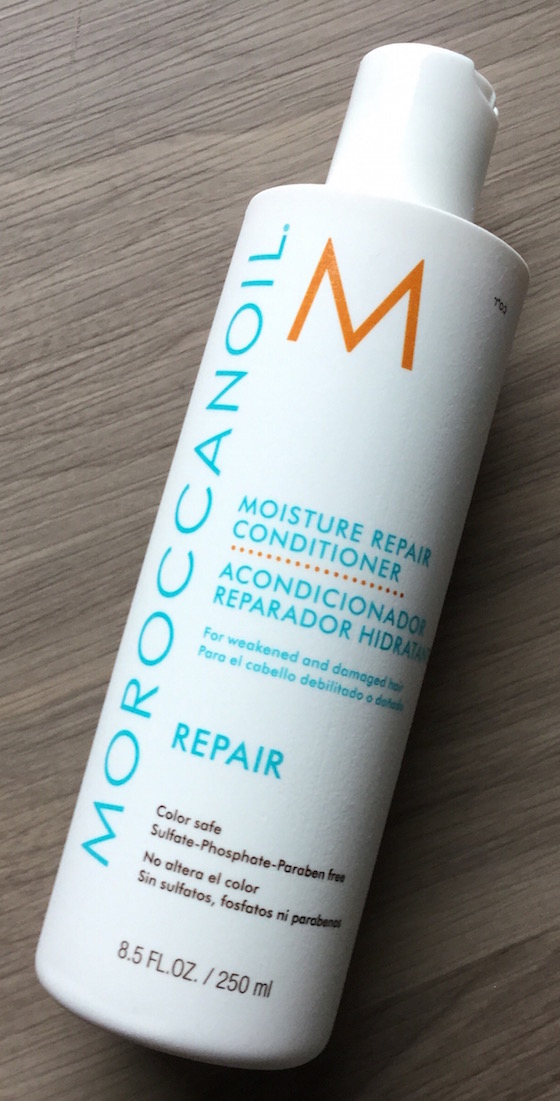 MOROCCANOIL.
M
MOISTURE REPAIR
CONDITIONER
ACONDICIONADOR
REPARADOR HIDRATAN
For weakened and damaged hair
Para el cabello debilitado o dañado
REPAIR
Color safe
Sulfate-Phosphate-Paraben free
No altera el color
Sin sulfatos, fosfatos ni parabenos
8.5 FL.OZ. / 250 ml